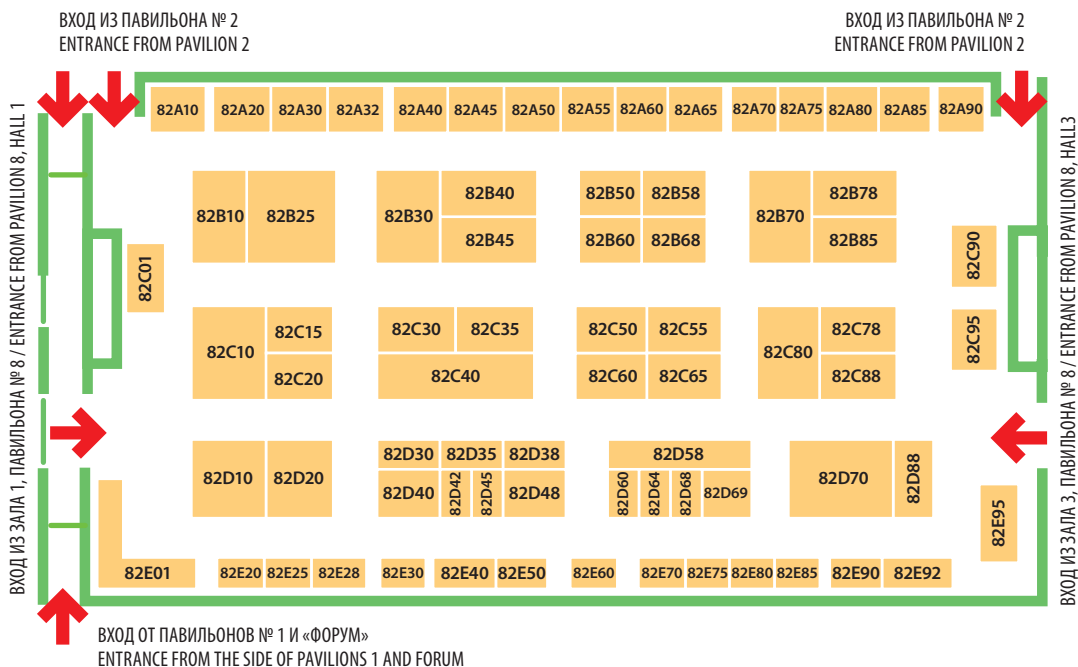 ВХОД ИЗ ПАВИЛЬОНА № 2
ENTRANCE FROM PAVILION 2
ВХОД ИЗ ПАВИЛЬОНА № 2
ENTRANCE FROM PAVILION 2
ВХОД ИЗ ЗАЛА 1, ПАВИЛЬОНА № 8 / ENTRANCE FROM PAVILION 8, HALL 1
82A10 82A20 82A30 82A32 82A40 82A45 82A50 82A55 82A60 82A65 82A70 82A75 82A80 82A85 82A90
82B10 82B25 82B30 82B40 82B50 82B58 82B70 82B78
82B45 82B60 82B68 82B85
82C01
82C90
82C10 82C15 82C30 82C35 82C50 82C55 82C80 82C78
82C20 82C40 82C60 82C65 82C88
82C95
82D10 82D20 82D30 82D35 82D38 82D58 82D70 82D88
82D40 82D42 82D45 82D48 82D60 82D64 82D68 82D69
82E95
82E01 82E20 82E25 82E28 82E30 82E40 82E50 82E60 82E70 82E75 82E80 82E85 82E90 82E92
ВХОД ИЗ ЗАЛА 3, ПАВИЛЬОНА № 8 / ENTRANCE FROM PAVILION 8, HALL3
ВХОД ОТ ПАВИЛЬОНОВ № 1 И «ФОРУМ»
ENTRANCE FROM THE SIDE OF PAVILIONS 1 AND FORUM